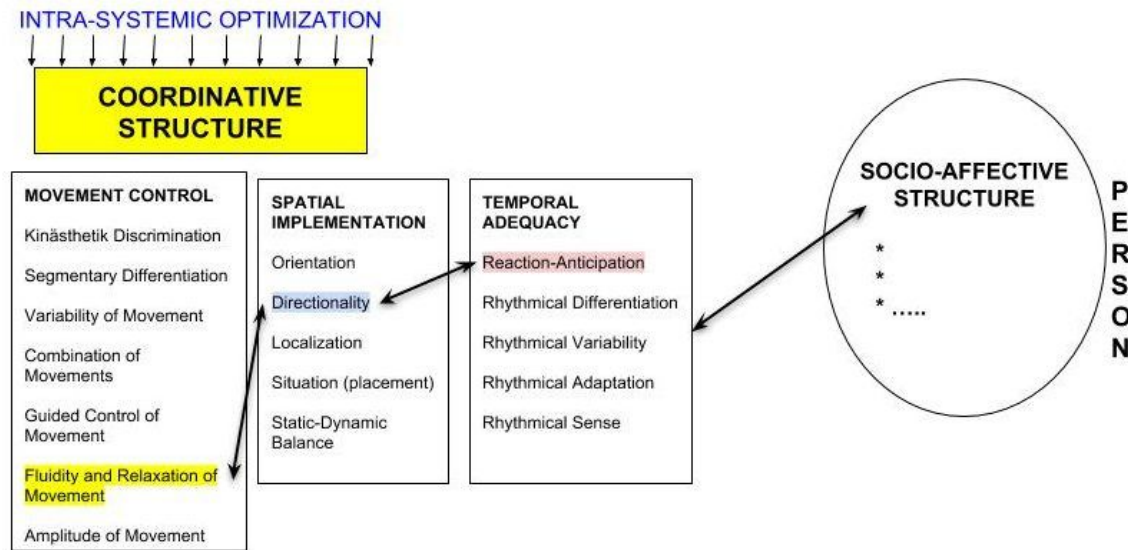 INTRA-SYSTEMIC OPTIMIZATION
COORDINATIVE
STRUCTURE
MOVEMENT CONTROL
Kinästhetik Discrimination
Segmentary Differentiation
Variability of Movement
Combination of
Movements
Guided Control of
Movement
Fluidity and Relaxation of
Movement
Amplitude of Movement
SPATIAL
IMPLEMENTATION
Orientation
Directionality
Localization
Situation (placement)
Static-Dynamic
Balance
TEMPORAL
ADEQUACY
Reaction-Anticipation
Rhythmical Differentiation
Rhythmical Variability
Rhythmical Adaptation
Rhythmical Sense
SOCIO-AFFECTIVE
STRUCTURE
*
*
* .....
PERSON